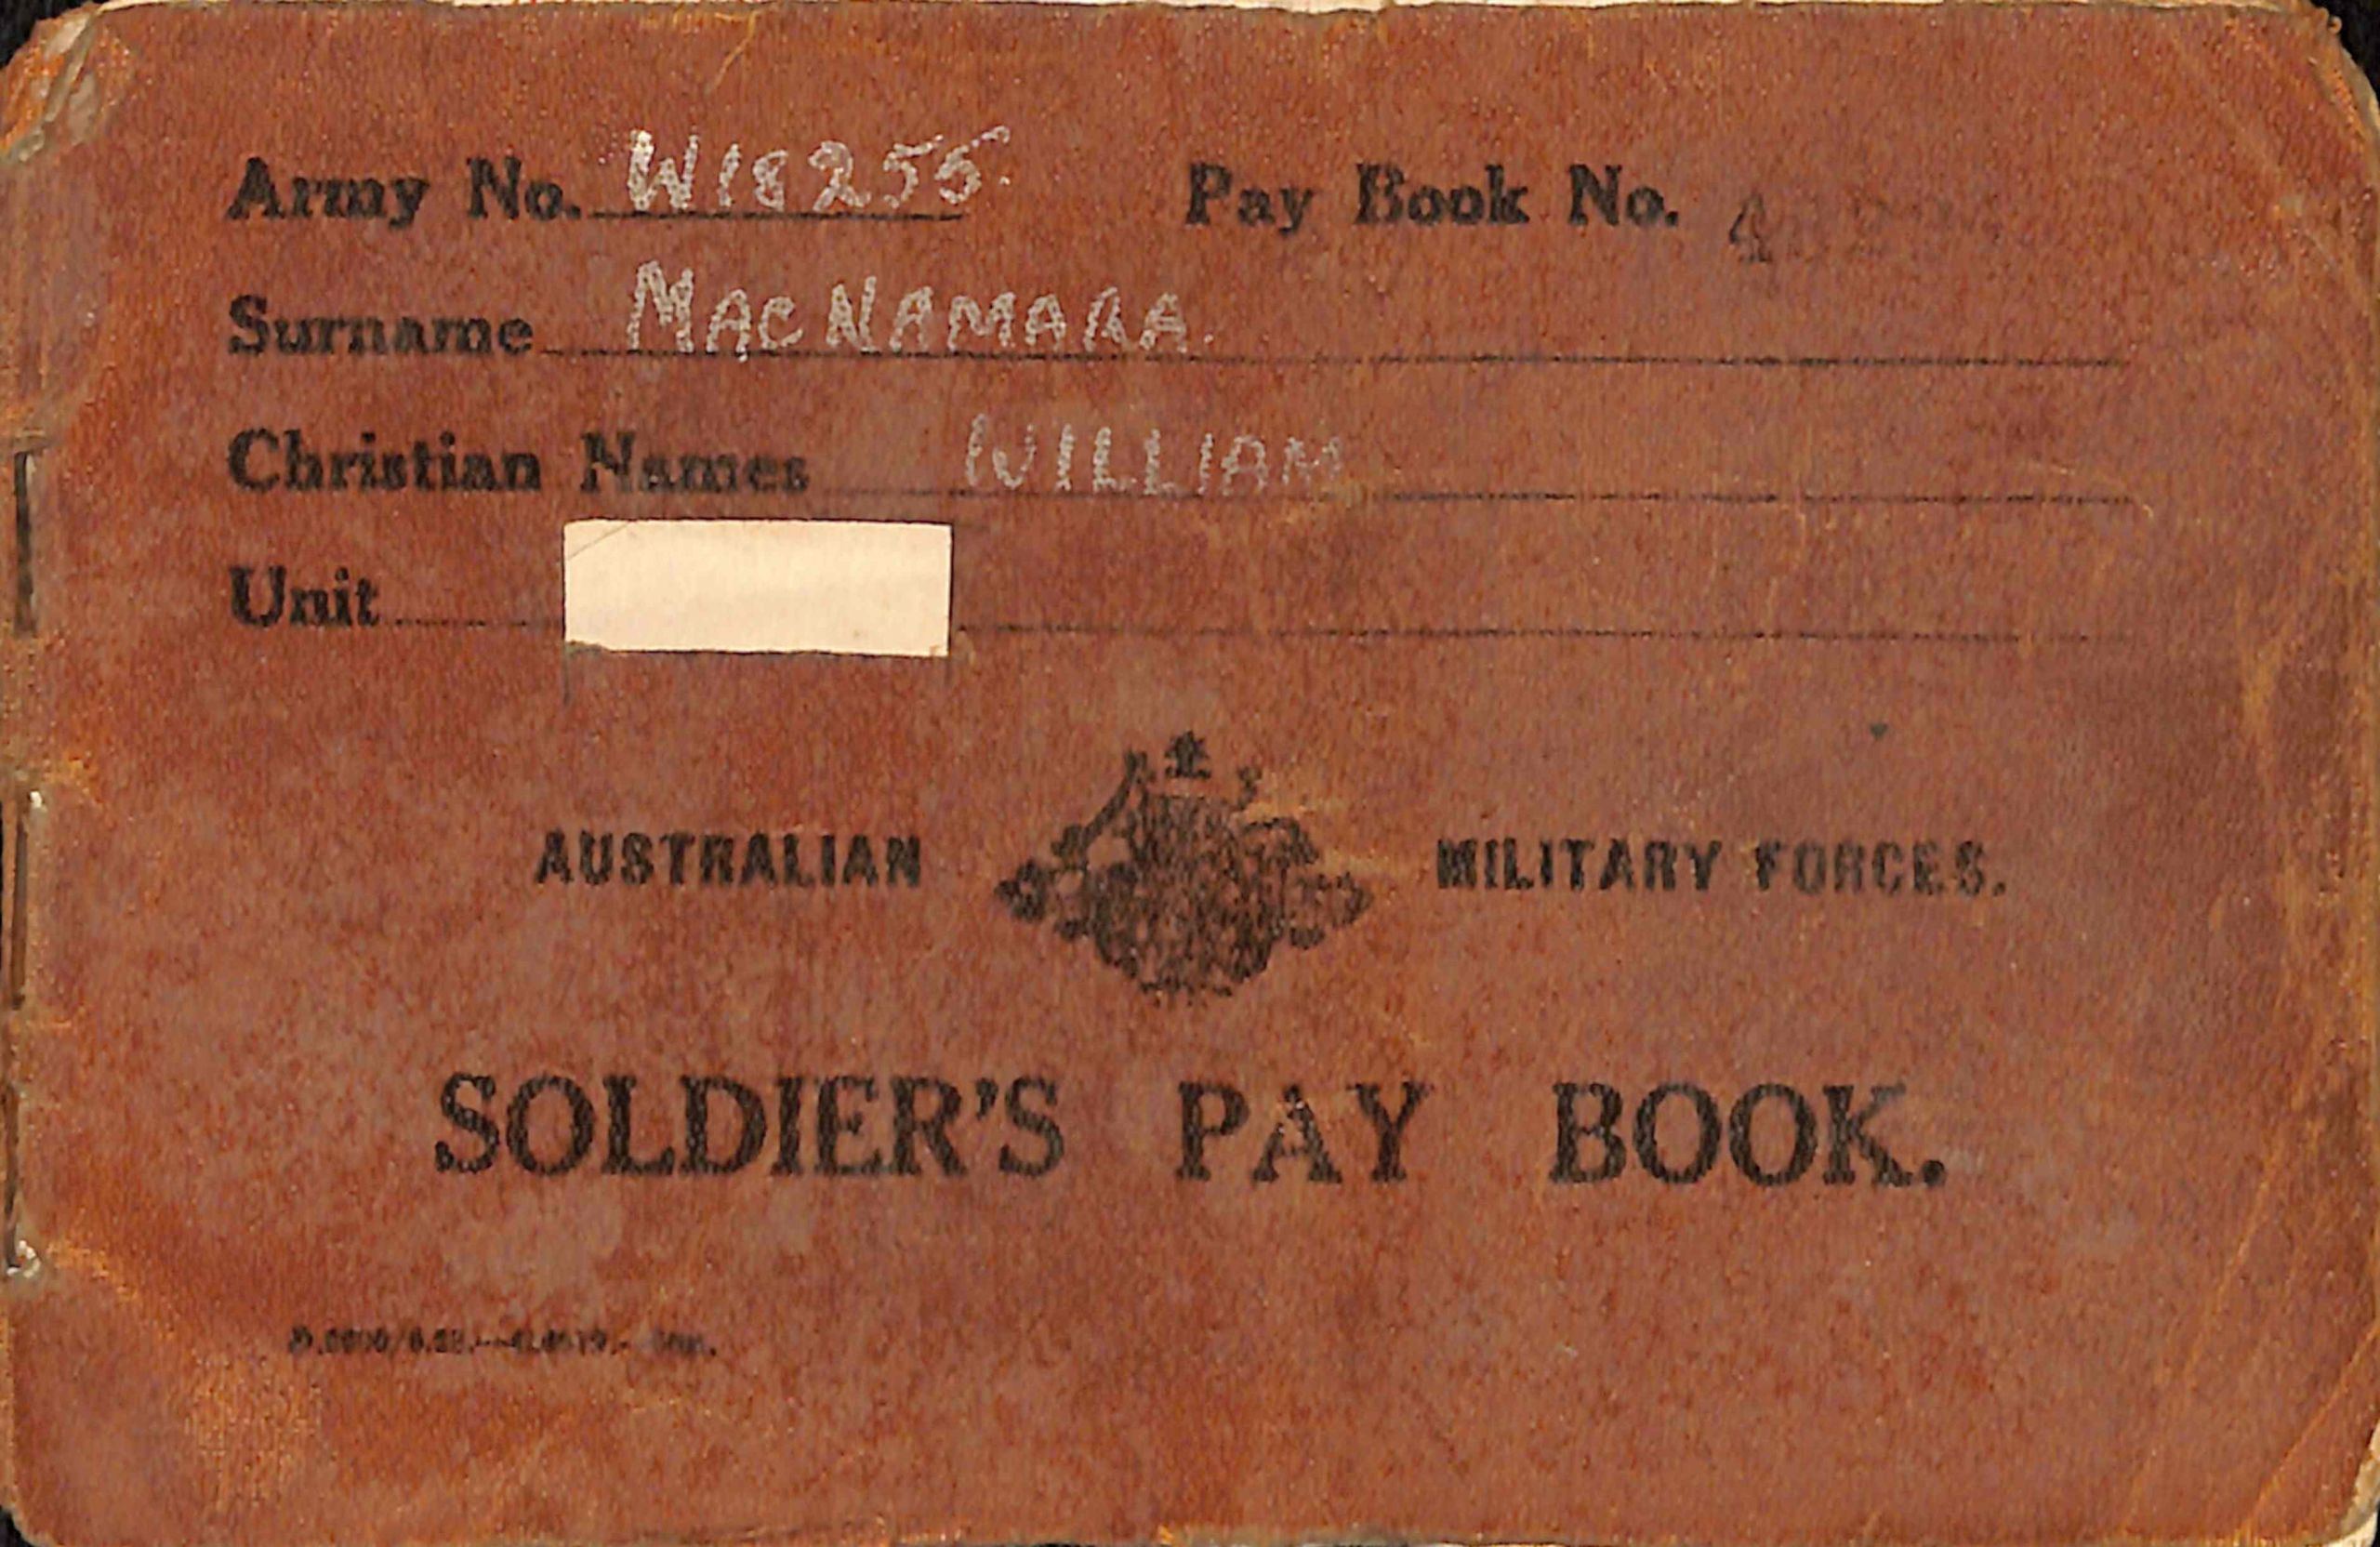 Army No. W18255. Pay Book No.
Surname MACNAMARA.
Christian Names WILLIAM
Unit
AUSTRALIAN MILITARY FORCES.
SOLDIER'S PAY BOOK.